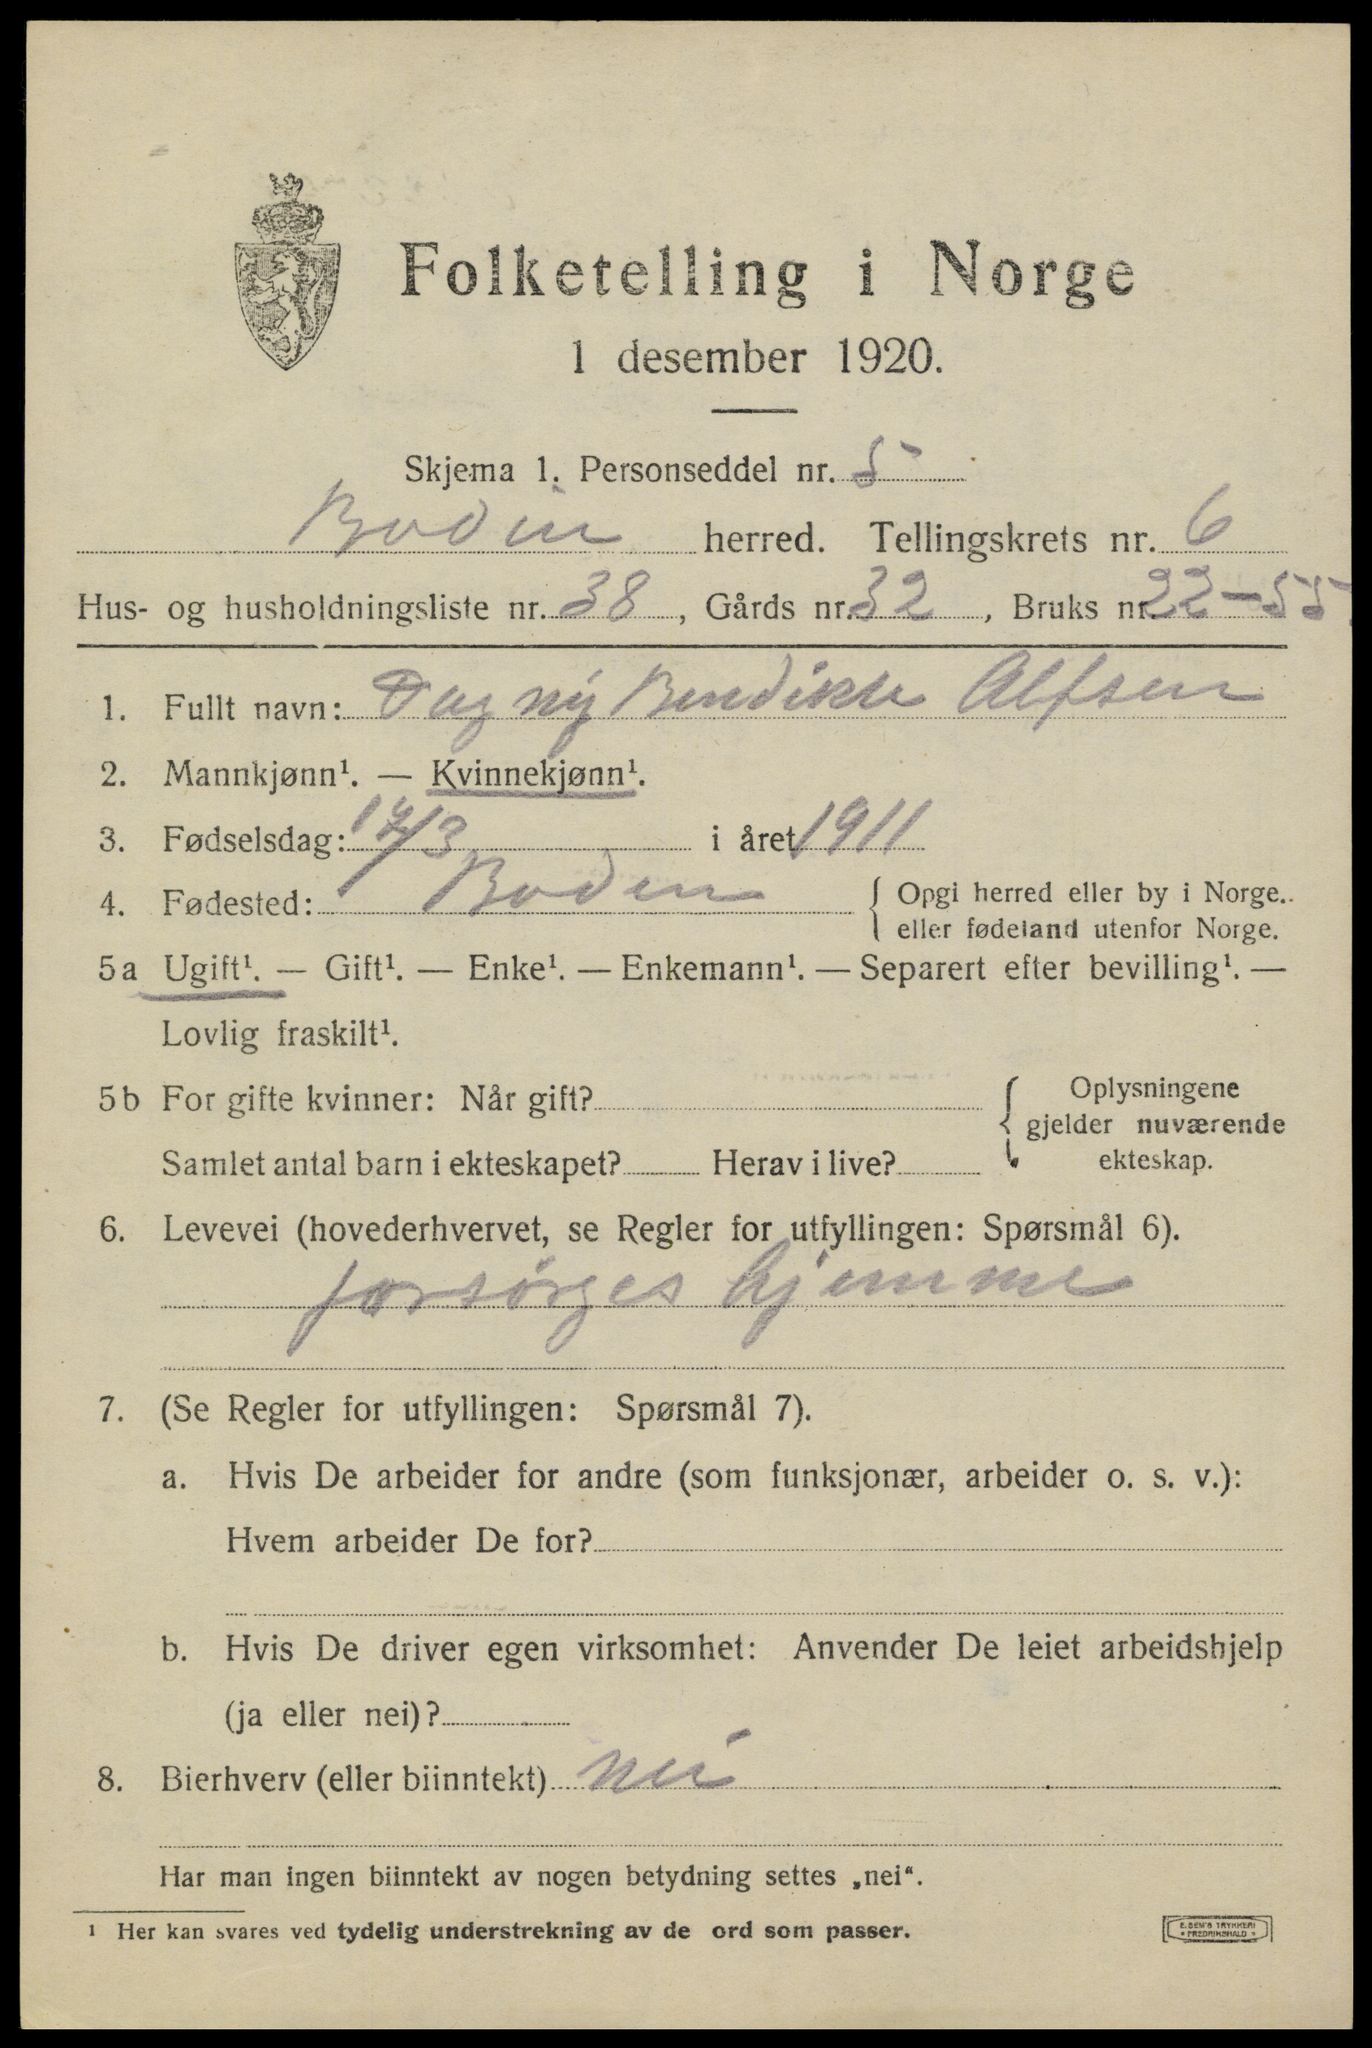 Folketelling i Norge
1 desember 1920.
Skjema 1. Personseddel nr. 5
Bodin herred. Tellingskrets nr. 6
Hus- og husholdningsliste nr. 38, Gårds nr. 32, Bruks nr. 22-55
1. Fullt navn: Dagny Bendikte Alfsen
2. Mannkjønn¹. — Kvinnekjønn¹.
3. Fødselsdag: /3 i året 1911
4. Fødested: Bodin { Opgi herred eller by i Norge..
eller fødeland utenfor Norge.
5a Ugift¹. — Gift¹. — Enke¹. — Enkemann¹. — Separert efter bevilling¹. —
Lovlig fraskilt¹.
5b For gifte kvinner: Når gift? { Oplysningene
gjelder nuværende
Samlet antal barn i ekteskapet? Herav i live? ekteskap.
6. Levevei (hovederhvervet, se Regler for utfyllingen: Spørsmål 6).
forsørges hjemme
7. (Se Regler for utfyllingen: Spørsmål 7).
a. Hvis De arbeider for andre (som funksjonær, arbeider o. s. v.):
Hvem arbeider De for?
b. Hvis De driver egen virksomhet: Anvender De leiet arbeidshjelp
(ja eller nei)?
8. Bierhverv (eller biinntekt) nei
Har man ingen biinntekt av nogen betydning settes „nei“.
¹ Her kan svares ved tydelig understrekning av de ord som passer.
E. SEM'S TRYKKERI
FREDRIKSHALD